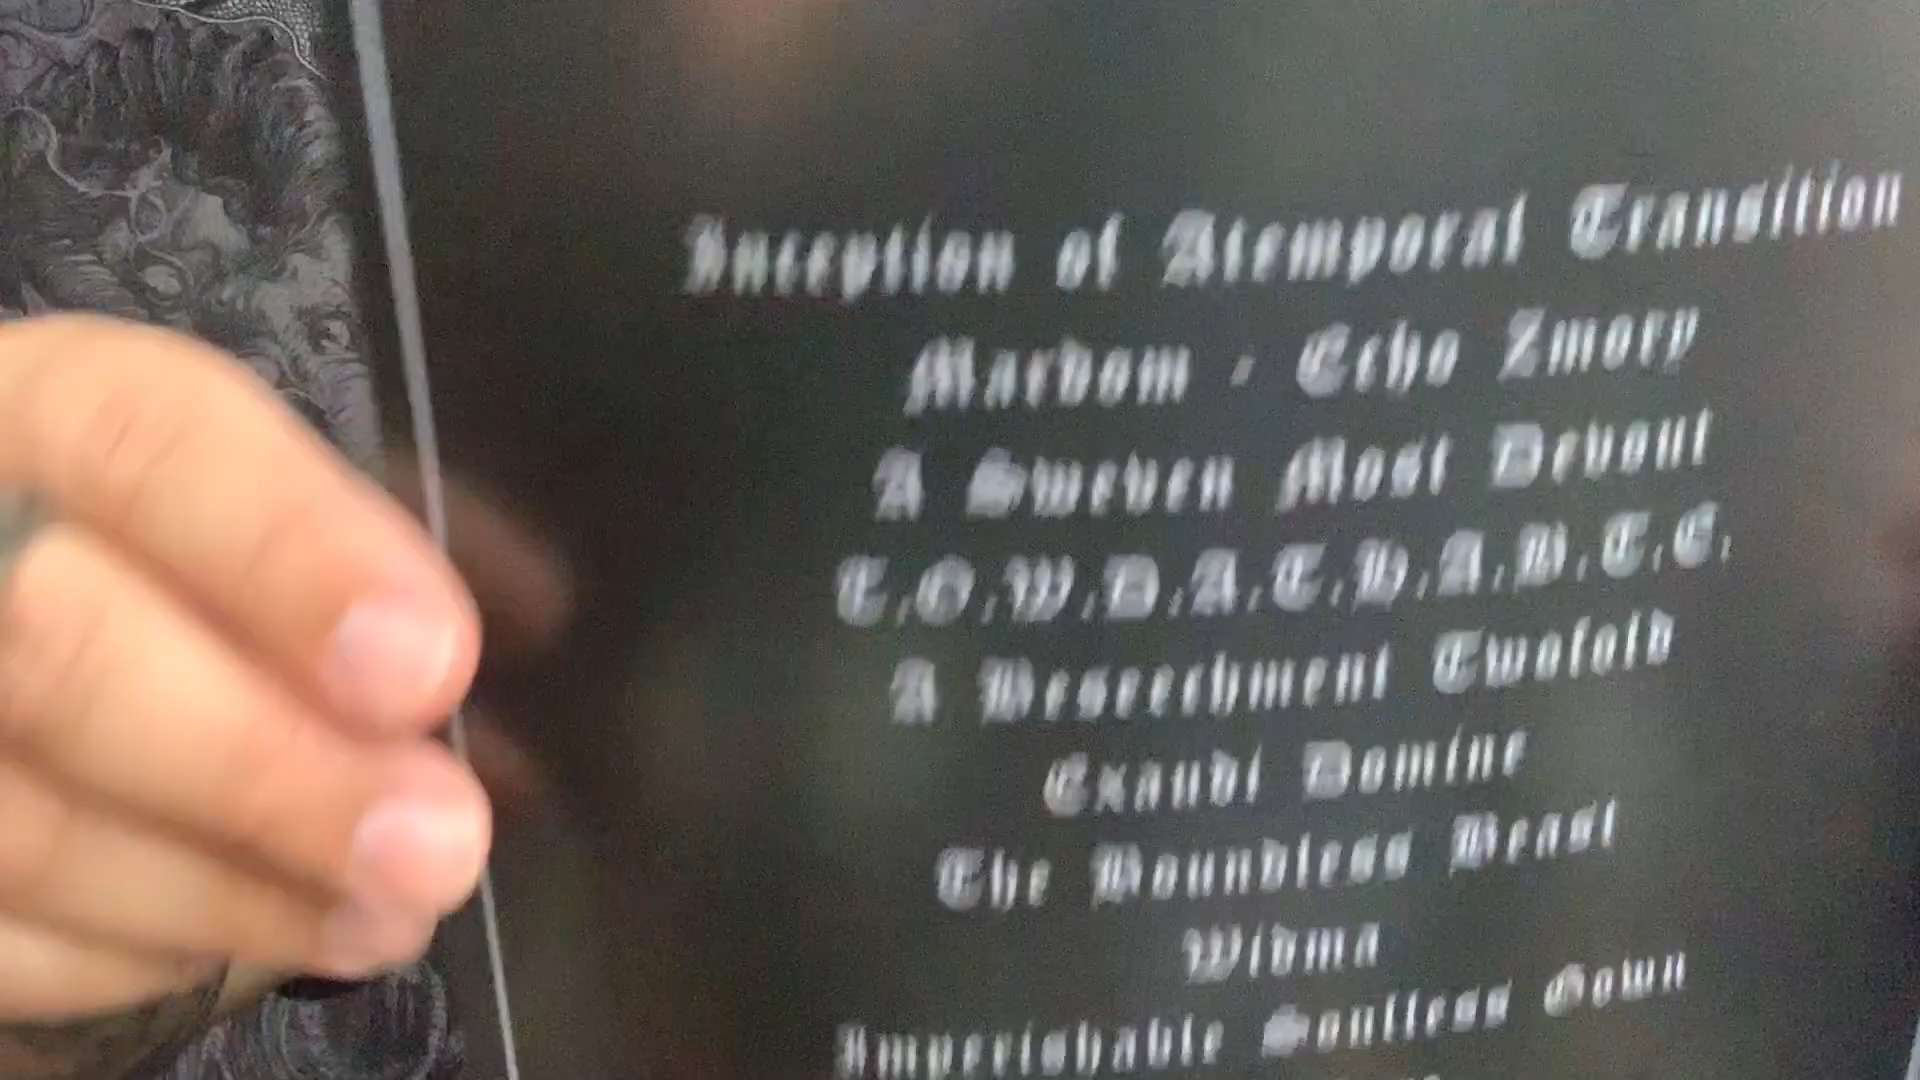 Inception of Atemporal Transition
Mardom ‧ Echo Zmory
A Sweven Most Devout
T.O.W.D.A.T.H.A.B.T.E.
A Beseechment Twofold
Exaudi Domine
The Boundless Beast
Widma
Imperishable Soulless Gown